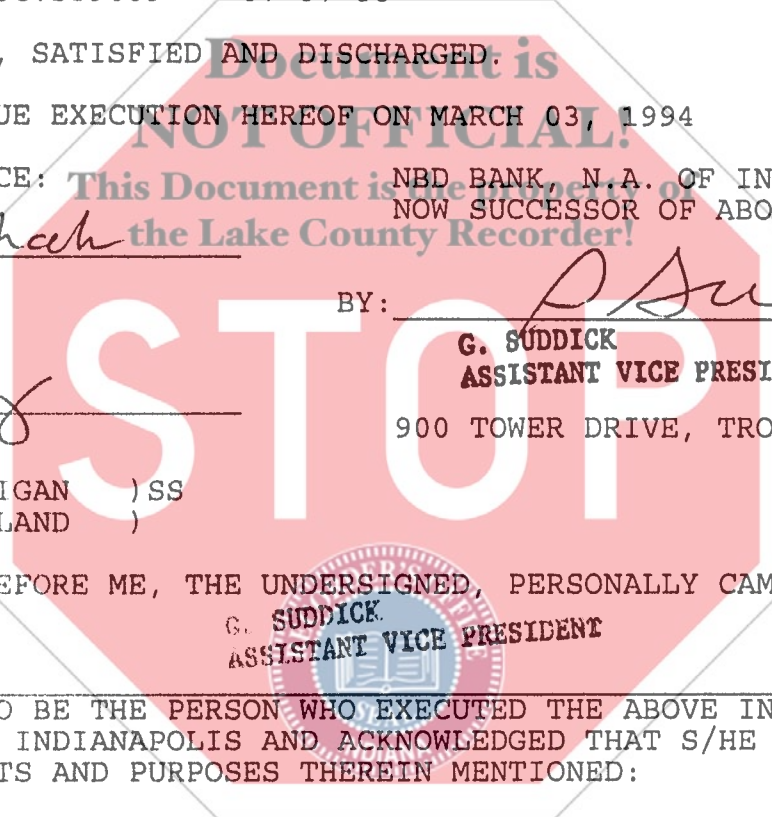 , SATISFIED AND DISCHARGED.
Document is
UE EXECUTION HEREOF ON MARCH 03, 1994
NOT OFFICIAL!
CE:
NBD BANK, N.A. OF IN
This Document is the property of
NOW SUCCESSOR OF ABO
the Lake County Recorder!
BY:
STOP
G. SUDDICK
ASSISTANT VICE PRESI
900 TOWER DRIVE, TRO
IGAN )SS
LAND )
EFORE ME, THE UNDERSIGNED, PERSONALLY CAM
G. SUDDICK
ASSISTANT VICE PRESIDENT
SEAL
INDIANA
O BE THE PERSON WHO EXECUTED THE ABOVE IN
INDIANAPOLIS AND ACKNOWLEDGED THAT S/HE
TS AND PURPOSES THEREIN MENTIONED: